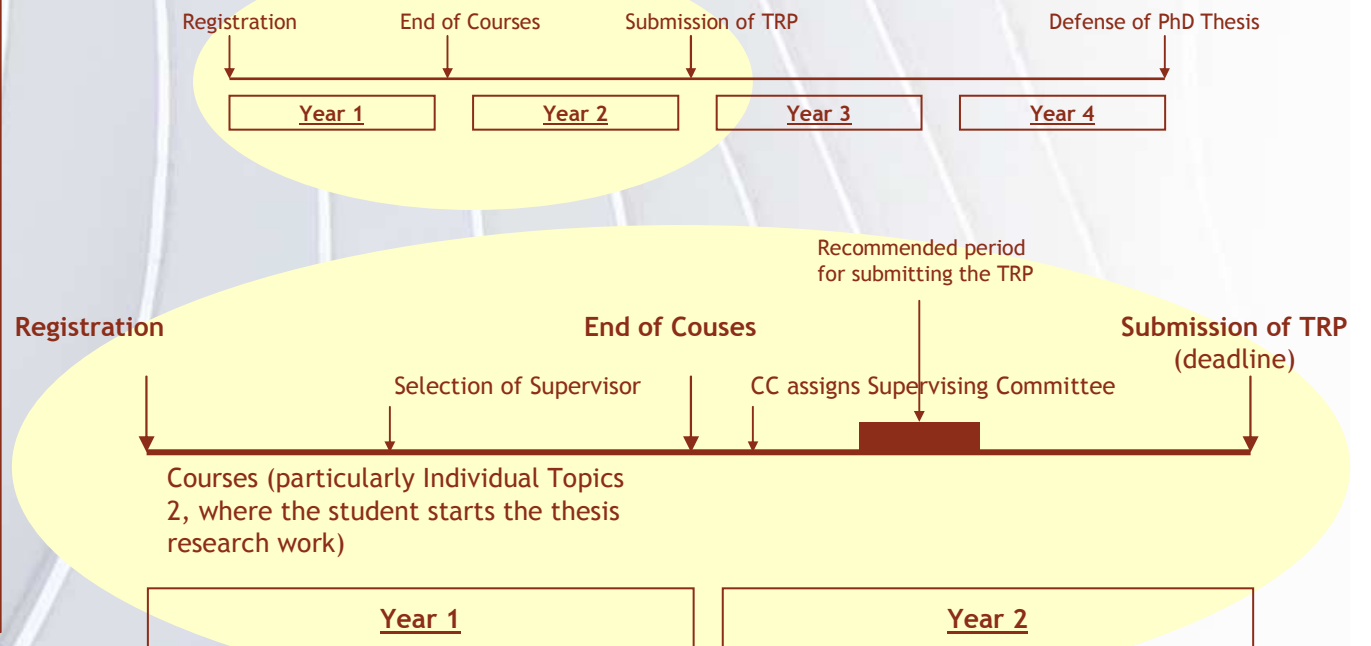 Registration
End of Courses
Submission of TRP
Defense of PhD Thesis
Year 1
Year 2
Year 3
Year 4
Recommended period
for submitting the TRP
Registration
End of Couses
Submission of TRP
(deadline)
Selection of Supervisor
CC assigns Supervising Committee
Courses (particularly Individual Topics
2, where the student starts the thesis
research work)
Year 1
Year 2